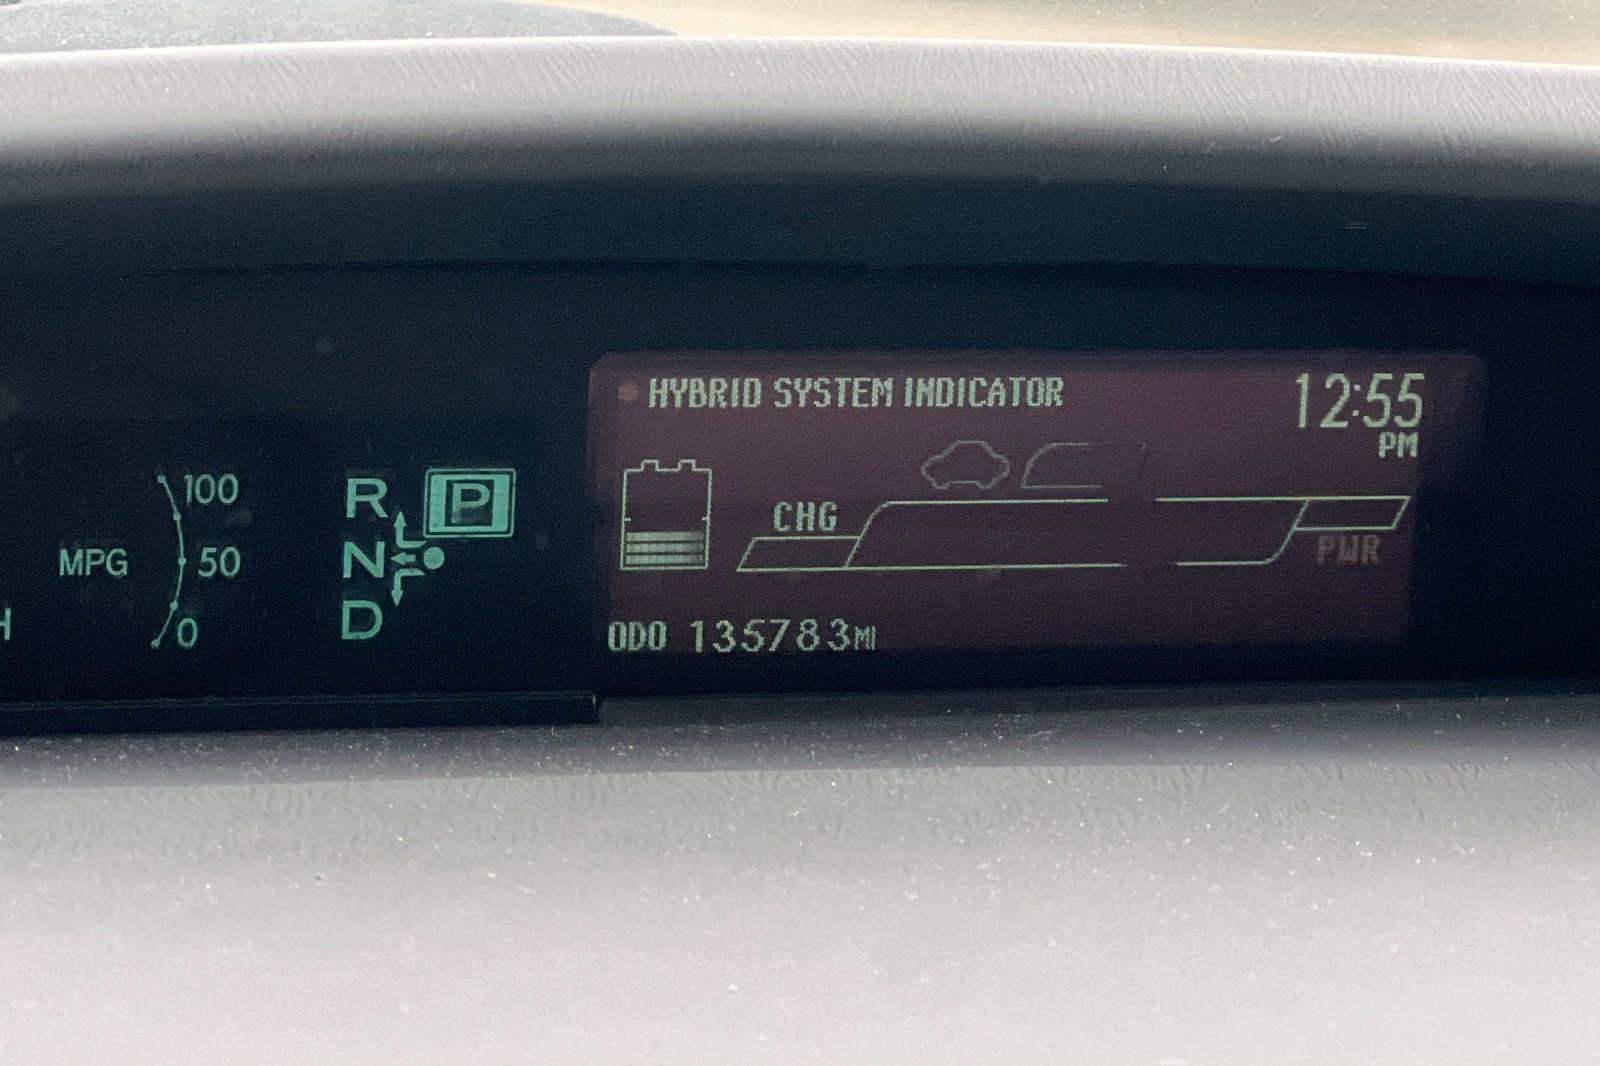 HYBRID SYSTEM INDICATOR 12:55
PM
CHG
PWR
ODO 135783MI
100
MPG 50
0
R P
N
D
H